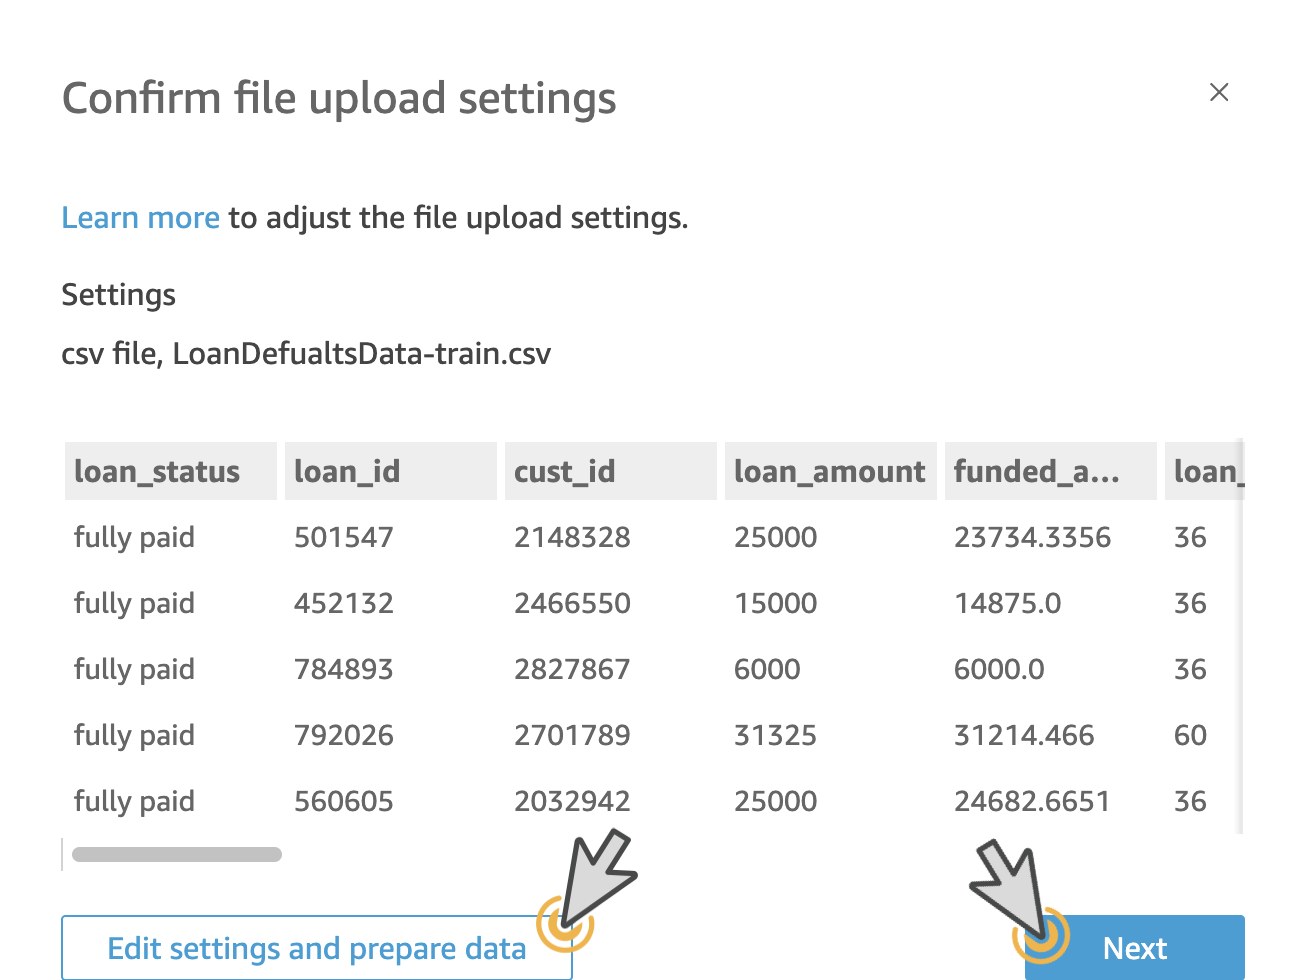 Confirm file upload settings
Learn more to adjust the file upload settings.
Settings
csv file, LoanDefualtsData-train.csv
loan_status loan_id cust_id loan_amount funded_a... loan_
fully paid 501547 2148328 25000 23734.3356 36
fully paid 452132 2466550 15000 14875.0 36
fully paid 784893 2827867 6000 6000.0 36
fully paid 792026 2701789 31325 31214.466 60
fully paid 560605 2032942 25000 24682.6651 36
Edit settings and prepare data Next